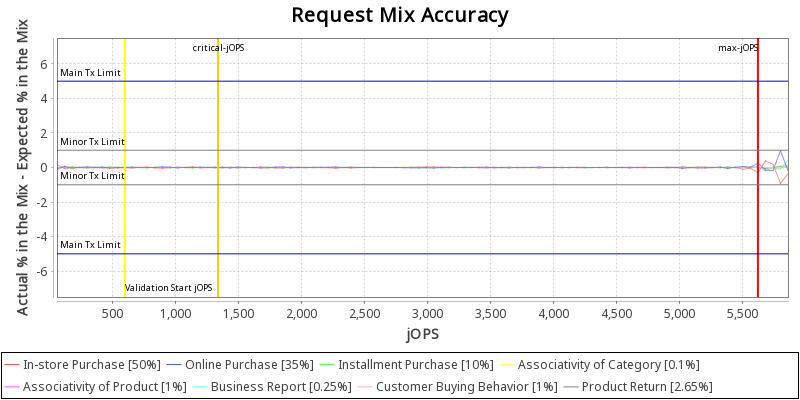 Request Mix Accuracy
Actual % in the Mix - Expected % in the Mix
critical-jOPS
max-jOPS
6
Main Tx Limit
4
2
Minor Tx Limit
0
Minor Tx Limit
-2
-4
Main Tx Limit
-6
Validation Start jOPS
500 1,000 1,500 2,000 2,500 3,000 3,500 4,000 4,500 5,000 5,500
jOPS
In-store Purchase [50%] Online Purchase [35%] Installment Purchase [10%] Associativity of Category [0.1%]
Associativity of Product [1%] Business Report [0.25%] Customer Buying Behavior [1%] Product Return [2.65%]